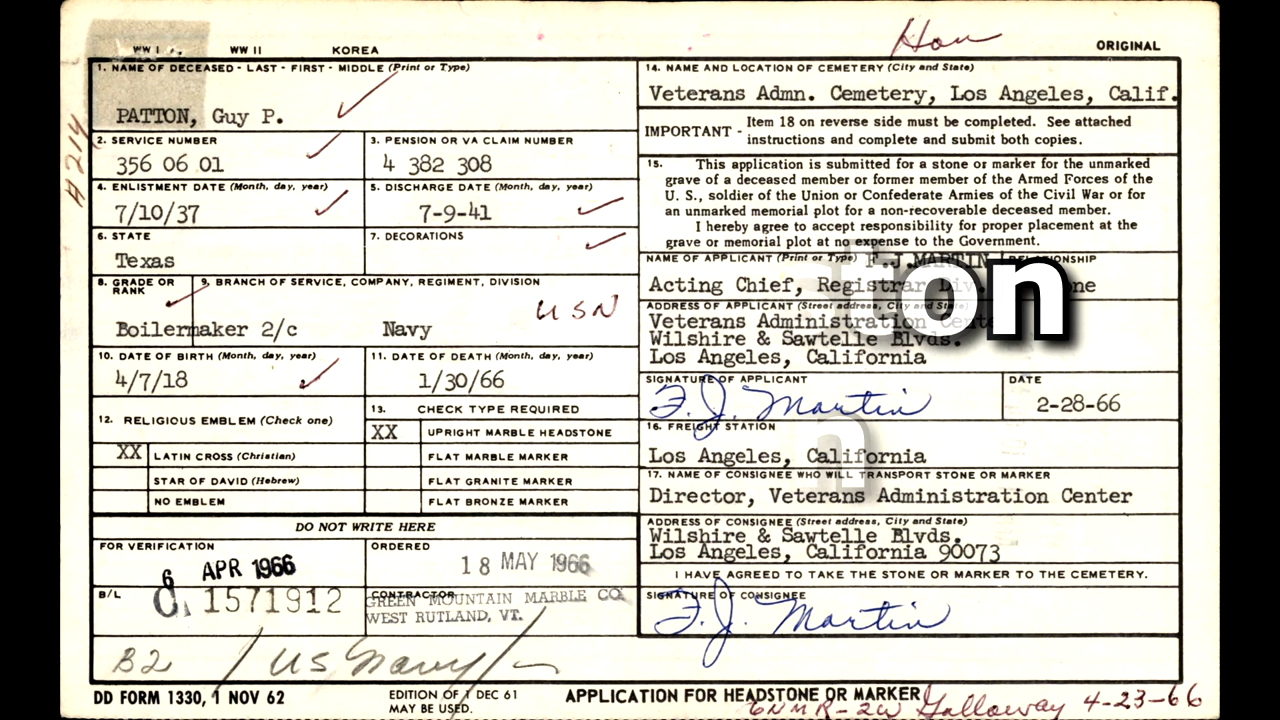 WW I WW II KOREA Hon ORIGINAL
1. NAME OF DECEASED - LAST - FIRST - MIDDLE (Print or Type)
PATTON, Guy P.
A214
2. SERVICE NUMBER
356 06 01
3. PENSION OR VA CLAIM NUMBER
4 382 308
4. ENLISTMENT DATE (Month, day, year)
7/10/37
5. DISCHARGE DATE (Month, day, year)
7-9-41
6. STATE
Texas
7. DECORATIONS
8. GRADE OR
RANK
Boilermaker 2/c
9. BRANCH OF SERVICE, COMPANY, REGIMENT, DIVISION
USN
Navy
10. DATE OF BIRTH (Month, day, year)
4/7/18
11. DATE OF DEATH (Month, day, year)
1/30/66
12. RELIGIOUS EMBLEM (Check one)
XX LATIN CROSS (Christian)
STAR OF DAVID (Hebrew)
NO EMBLEM
13. CHECK TYPE REQUIRED
XX UPRIGHT MARBLE HEADSTONE
FLAT MARBLE MARKER
FLAT GRANITE MARKER
FLAT BRONZE MARKER
DO NOT WRITE HERE
FOR VERIFICATION
6 APR 1966
ORDERED
18 MAY 1966
B/L
C. 1571912
CONTRACTOR
GREEN MOUNTAIN MARBLE CO.
WEST RUTLAND, VT.
B2 / US Navy /
14. NAME AND LOCATION OF CEMETERY (City and State)
Veterans Admn. Cemetery, Los Angeles, Calif.
IMPORTANT - Item 18 on reverse side must be completed. See attached
instructions and complete and submit both copies.
15. This application is submitted for a stone or marker for the unmarked
grave of a deceased member or former member of the Armed Forces of the
U. S., soldier of the Union or Confederate Armies of the Civil War or for
an unmarked memorial plot for a non-recoverable deceased member.
I hereby agree to accept responsibility for proper placement at the
grave or memorial plot at no expense to the Government.
NAME OF APPLICANT (Print or Type) F.J.MARTIN RELATIONSHIP
Acting Chief, Registrar Div. None
ton
ADDRESS OF APPLICANT (Street address, City and State)
Veterans Administration Center
Wilshire & Sawtelle Blvds.
Los Angeles, California
SIGNATURE OF APPLICANT
F. J. Martin
DATE
2-28-66
n
16. FREIGHT STATION
Los Angeles, California
17. NAME OF CONSIGNEE WHO WILL TRANSPORT STONE OR MARKER
Director, Veterans Administration Center
ADDRESS OF CONSIGNEE (Street address, City and State)
Wilshire & Sawtelle Blvds.
Los Angeles, California 90073
I HAVE AGREED TO TAKE THE STONE OR MARKER TO THE CEMETERY.
SIGNATURE OF CONSIGNEE
F. J. Martin
DD FORM 1330, 1 NOV 62
EDITION OF 1 DEC 61
MAY BE USED.
APPLICATION FOR HEADSTONE OR MARKER
Galloway 4-23-66